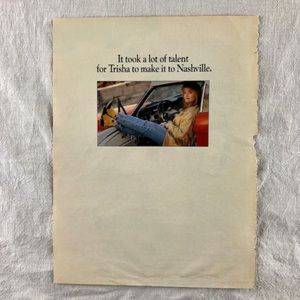 It took a lot of talent
for Trisha to make it to Nashville.